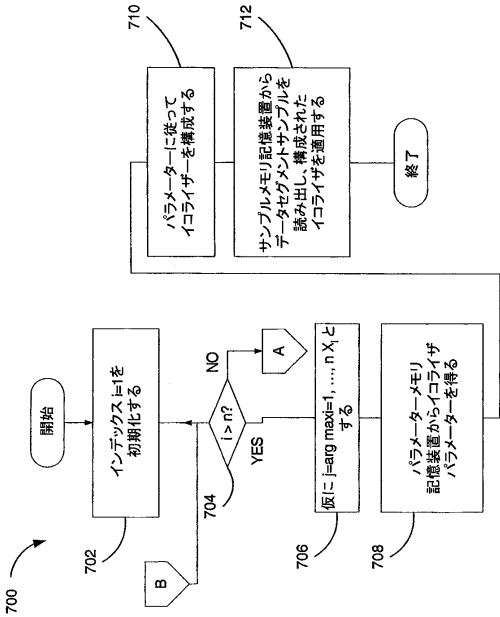 700
開始
702
インデックス i=1を
初期化する
B
704
i > n?
NO
A
YES
706
仮に j=arg maxi=1, ..., n Xi と
する
708
パラメーターメモリ
記憶装置からイコライザ
パラメーターを得る
710
パラメーターに従って
イコライザーを構成する
712
サンプルメモリ記憶装置から
データセグメントサンプルを
読み出し、構成された
イコライザを適用する
終了